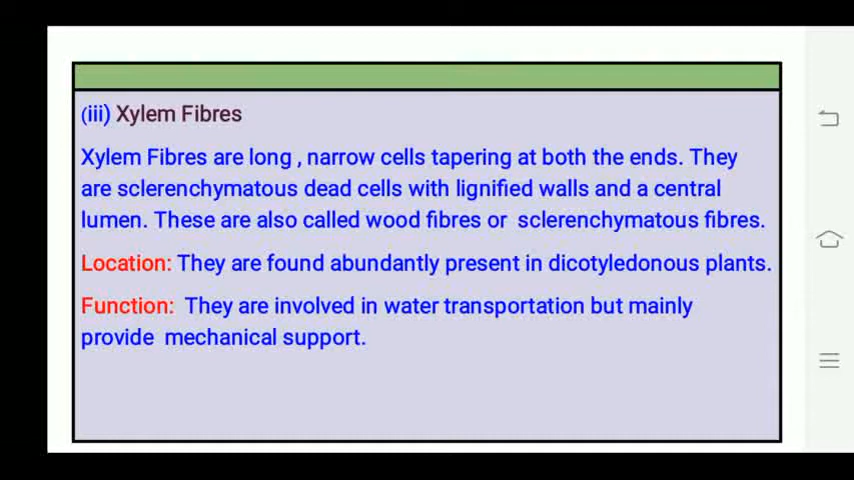 (iii) Xylem Fibres
Xylem Fibres are long , narrow cells tapering at both the ends. They
are sclerenchymatous dead cells with lignified walls and a central
lumen. These are also called wood fibres or sclerenchymatous fibres.
Location: They are found abundantly present in dicotyledonous plants.
Function: They are involved in water transportation but mainly
provide mechanical support.